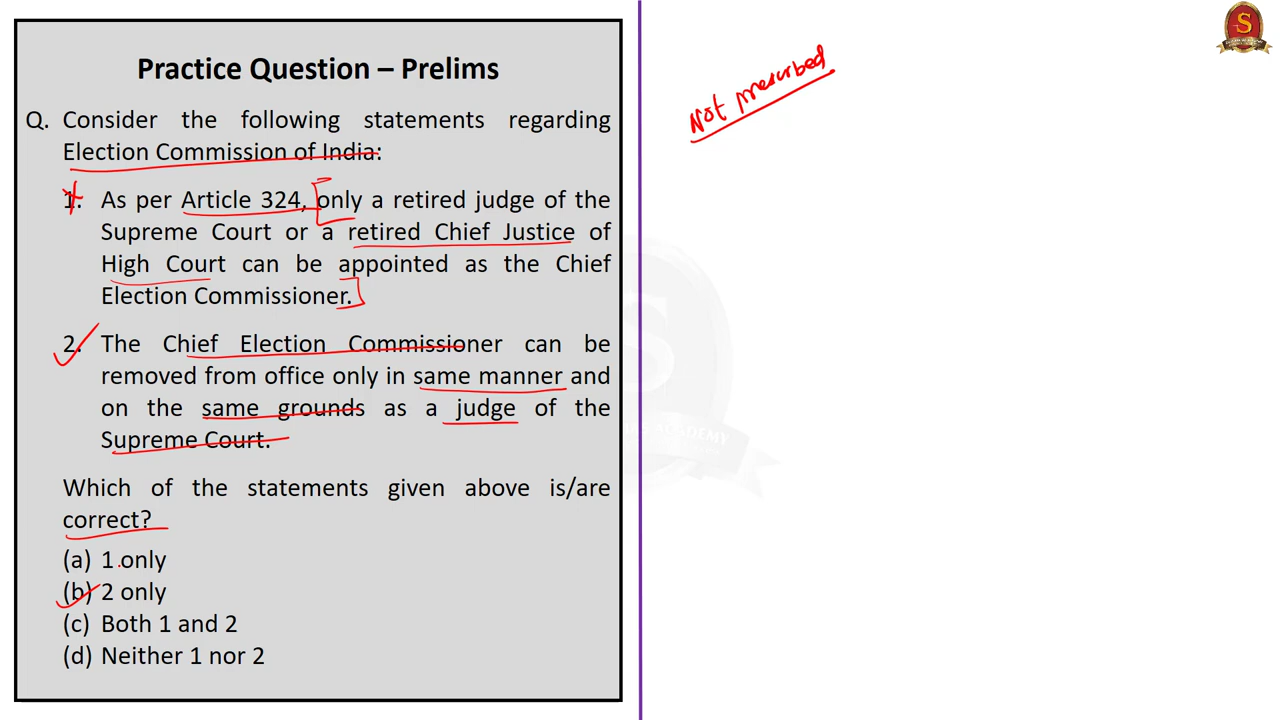 Practice Question – Prelims
Q. Consider the following statements regarding
Election Commission of India:
1. As per Article 324, only a retired judge of the
Supreme Court or a retired Chief Justice of
High Court can be appointed as the Chief
Election Commissioner.
2. The Chief Election Commissioner can be
removed from office only in same manner and
on the same grounds as a judge of the
Supreme Court.
Which of the statements given above is/are
correct?
(a) 1 only
(b) 2 only
(c) Both 1 and 2
(d) Neither 1 nor 2
Not prescribed
S
S
ACADEMY